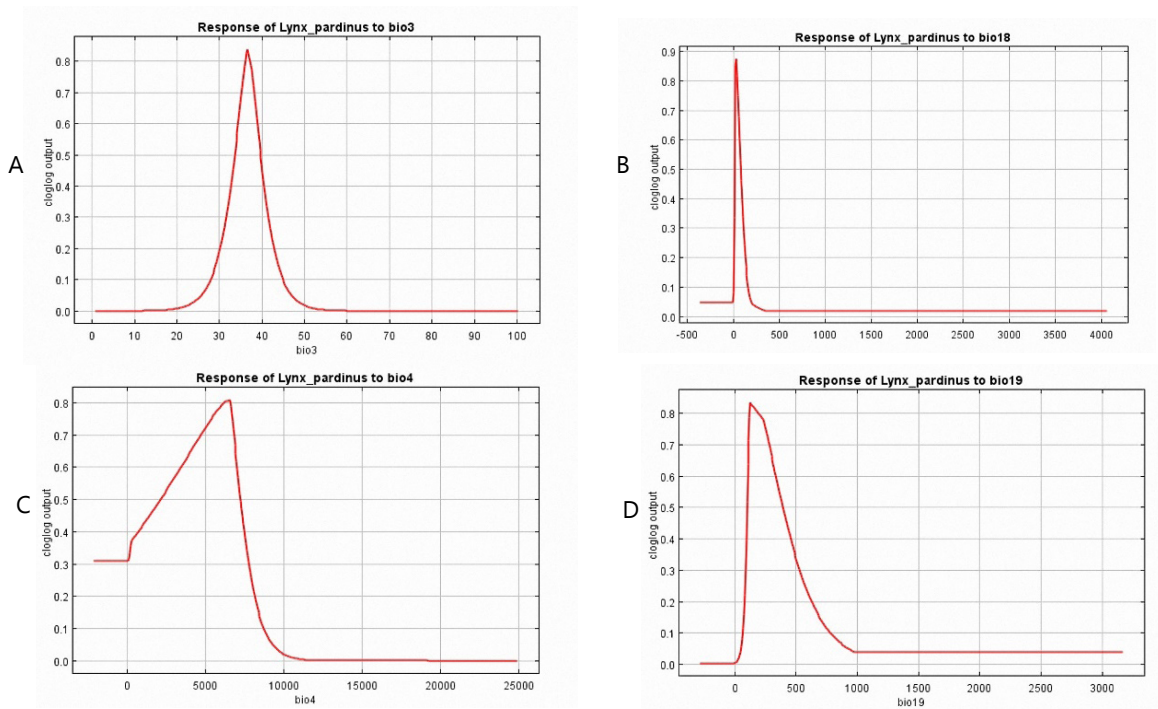 A
Response of Lynx_pardinus to bio3
cloglog output
0.8
0.7
0.6
0.5
0.4
0.3
0.2
0.1
0.0
0 10 20 30 40 50 60 70 80 90 100
bio3
B
Response of Lynx_pardinus to bio18
cloglog output
0.9
0.8
0.7
0.6
0.5
0.4
0.3
0.2
0.1
0.0
-500 0 500 1000 1500 2000 2500 3000 3500 4000
C
Response of Lynx_pardinus to bio4
cloglog output
0.8
0.7
0.6
0.5
0.4
0.3
0.2
0.1
0.0
0 5000 10000 15000 20000 25000
bio4
D
Response of Lynx_pardinus to bio19
cloglog output
0.8
0.7
0.6
0.5
0.4
0.3
0.2
0.1
0.0
0 500 1000 1500 2000 2500 3000
bio19